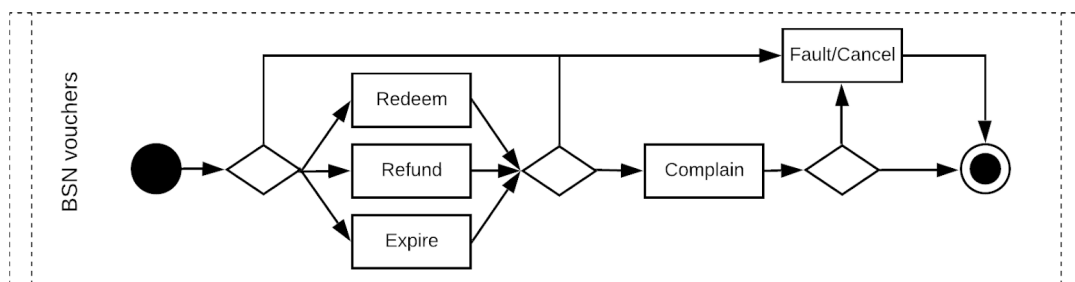 BSN vouchers
Fault/Cancel
Redeem
Refund
Complain
Expire